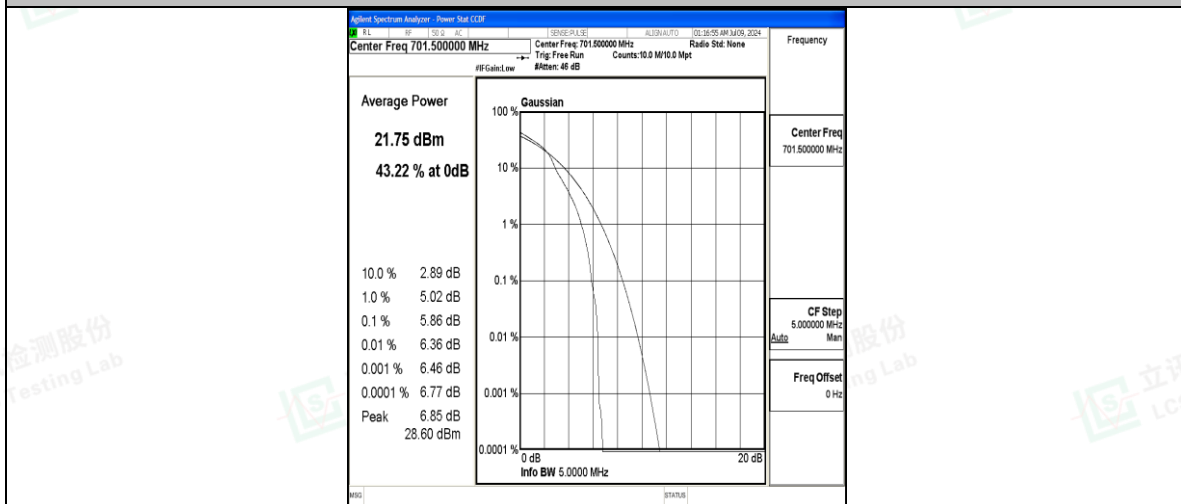 Agilent Spectrum Analyzer - Power Stat CCDF
RL RF 50 Ω AC SENSE:PULSE ALIGNAUTO 01:16:55 AM Jul 09, 2024
Center Freq 701.500000 MHz
Center Freq: 701.500000 MHz Radio Std: None
Trig: Free Run Counts:10.0 M/10.0 Mpt
#IFGain:Low #Atten: 46 dB
Frequency
Average Power
21.75 dBm
43.22 % at 0dB
10.0 % 2.89 dB
1.0 % 5.02 dB
0.1 % 5.86 dB
0.01 % 6.36 dB
0.001 % 6.46 dB
0.0001 % 6.77 dB
Peak 6.85 dB
28.60 dBm
Gaussian
100 %
10 %
1 %
0.1 %
0.01 %
0.001 %
0.0001 %
0 dB 20 dB
Info BW 5.0000 MHz
Center Freq
701.500000 MHz
CF Step
5.000000 MHz
Auto Man
Freq Offset
0 Hz
MSG STATUS
检测股份
Testing Lab
股份
ng Lab
立讯
LCS